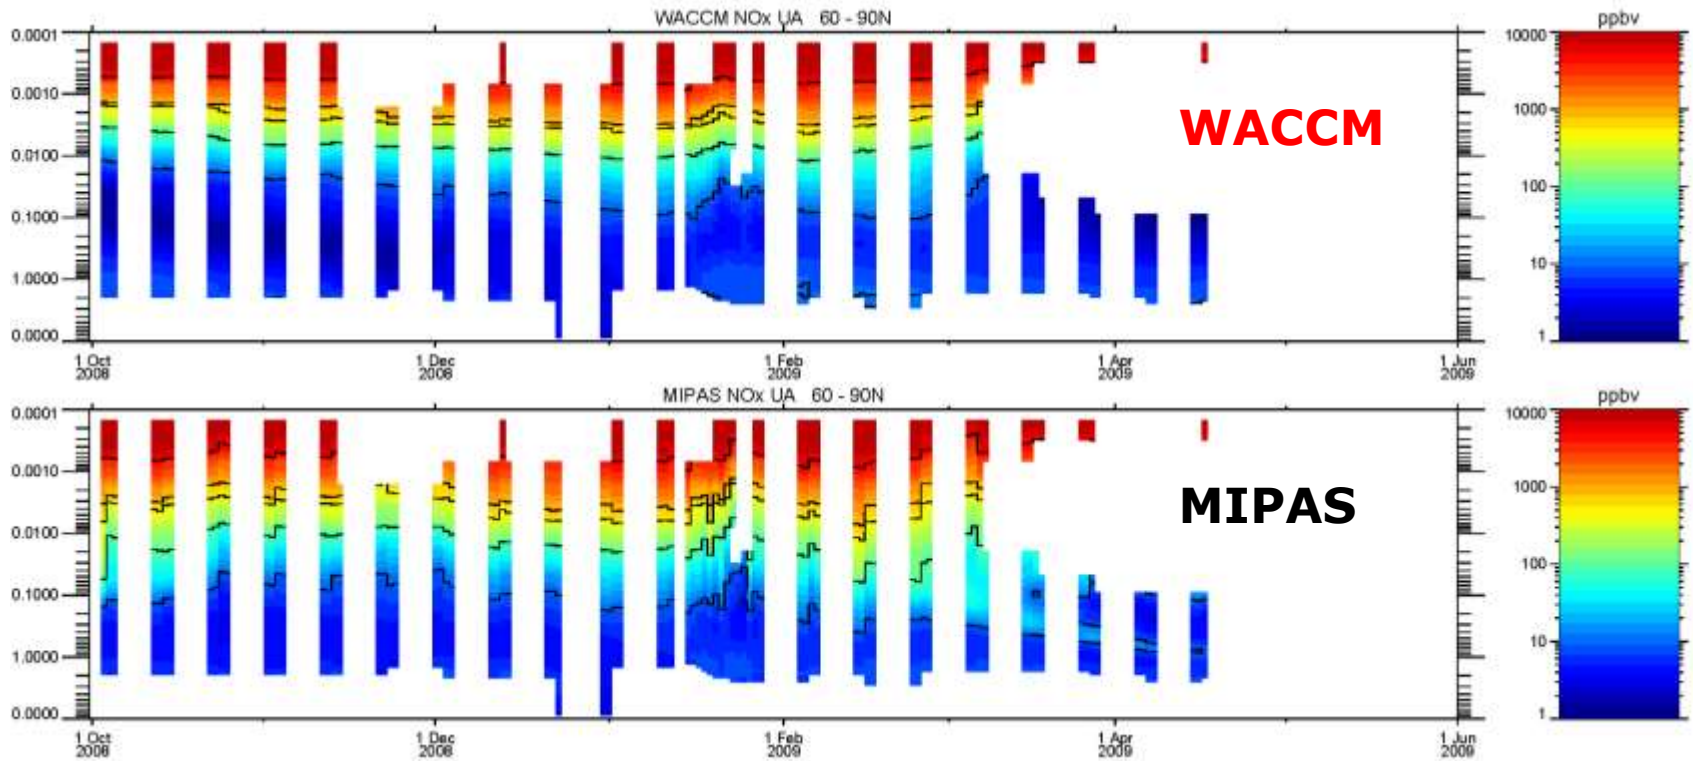 WACCM NOx UA 60 - 90N
ppbv
0.0001
0.0010
0.0100
0.1000
1.0000
0.0000
WACCM
10000
1000
100
10
1
1 Oct 2008
1 Dec 2008
1 Feb 2009
1 Apr 2009
1 Jun 2009
MIPAS NOx UA 60 - 90N
ppbv
0.0001
0.0010
0.0100
0.1000
1.0000
0.0000
MIPAS
10000
1000
100
10
1
1 Oct 2008
1 Dec 2008
1 Feb 2009
1 Apr 2009
1 Jun 2009